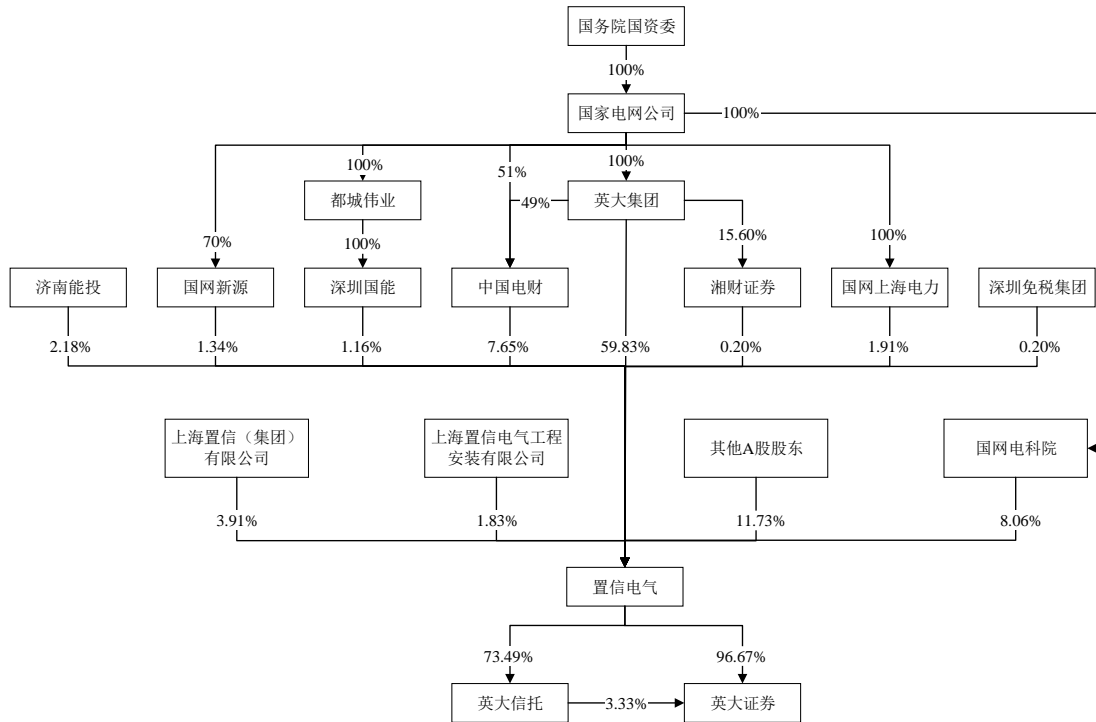 国务院国资委
100%
国家电网公司
100%
100%
51%
100%
都城伟业
英大集团
49%
70%
100%
15.60%
100%
济南能投
国网新源
深圳国能
中国电财
湘财证券
国网上海电力
深圳免税集团
2.18%
1.34%
1.16%
7.65%
59.83%
0.20%
1.91%
0.20%
上海置信（集团）
有限公司
上海置信电气工程
安装有限公司
其他A股股东
国网电科院
3.91%
1.83%
11.73%
8.06%
置信电气
73.49%
96.67%
英大信托
3.33%
英大证券